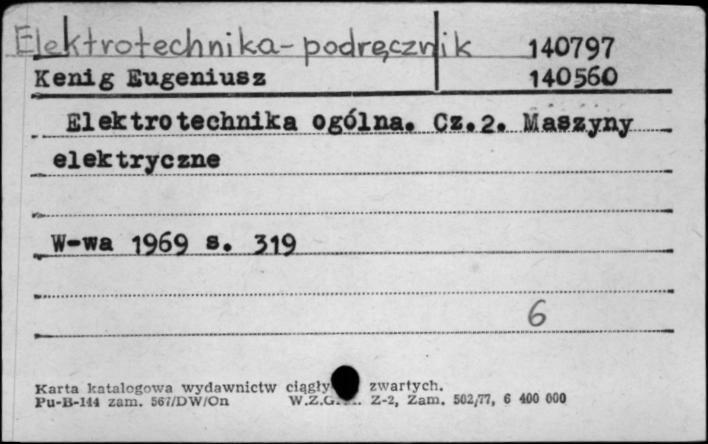 Elektrotechnika - podręcznik 140797
Kenig Eugeniusz 140560
Elektrotechnika ogólna. Cz.2. Maszyny
elektryczne
W-wa 1969 s. 319
6
Karta katalogowa wydawnictw zwartych.
Pu-B-144 zam. 567/DW/On Z-2, Zam. 502/77, 6 400 000